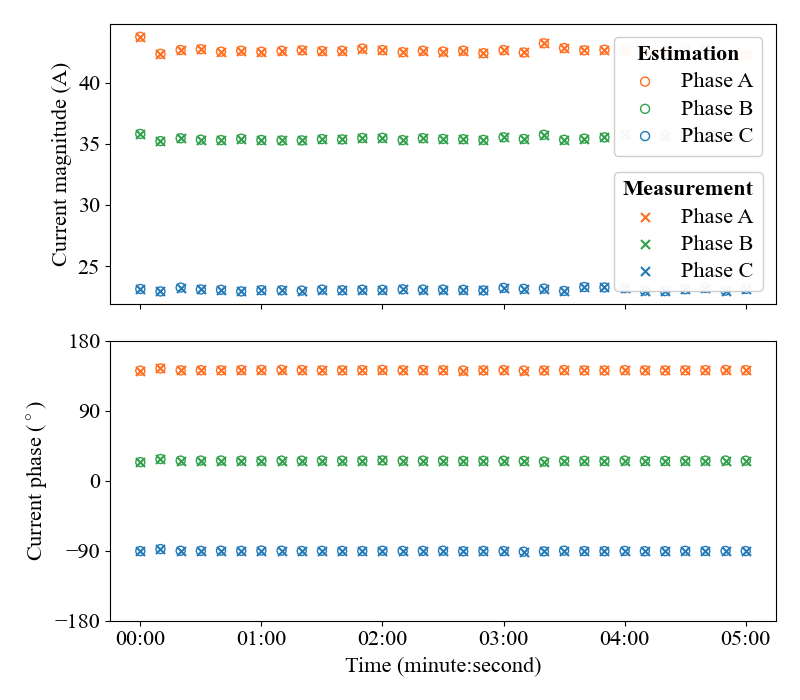 Current magnitude (A)
40
35
30
25
Estimation
Phase A
Phase B
Phase C
Measurement
Phase A
Phase B
Phase C
Current phase (°)
180
90
0
−90
−180
00:00 01:00 02:00 03:00 04:00 05:00
Time (minute:second)